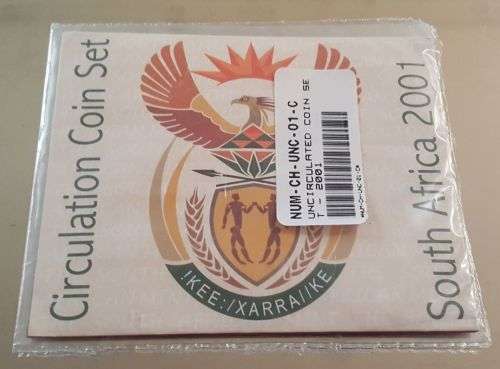 Circulation Coin Set
South Africa 2001
!KE E: /XARRA //KE
NUM-CH-UNC-01-C
UNCIRCULATED COIN SE
T - 2001